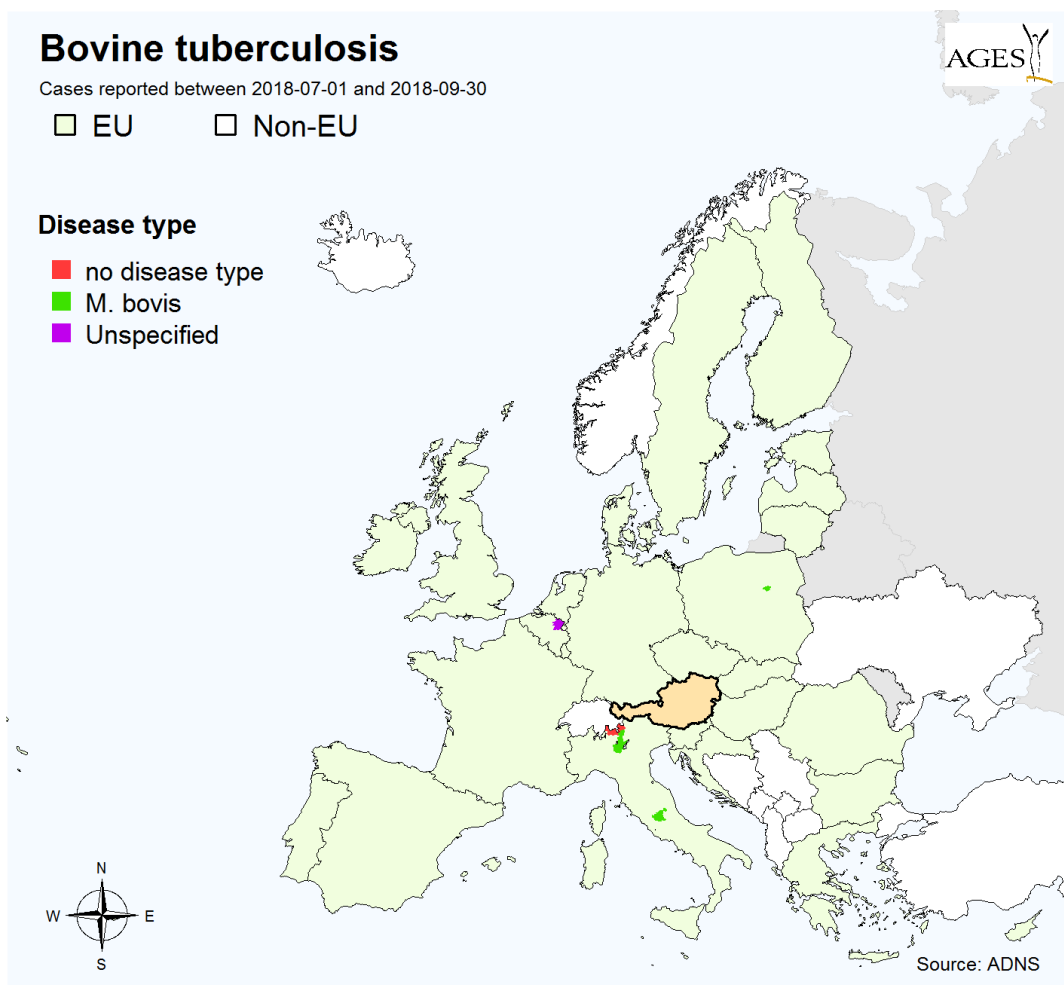 Bovine tuberculosis
Cases reported between 2018-07-01 and 2018-09-30
EU
Non-EU
AGES
Disease type
no disease type
M. bovis
Unspecified
N
W
E
S
Source: ADNS